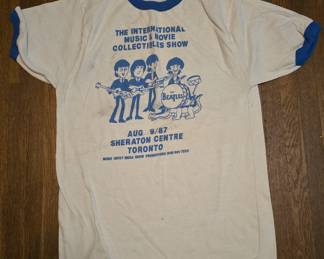 THE INTERNATIONAL
MUSIC & MOVIE
COLLECTIBLES SHOW
THE
BEATLES
AUG 9/87
SHERATON CENTRE
TORONTO